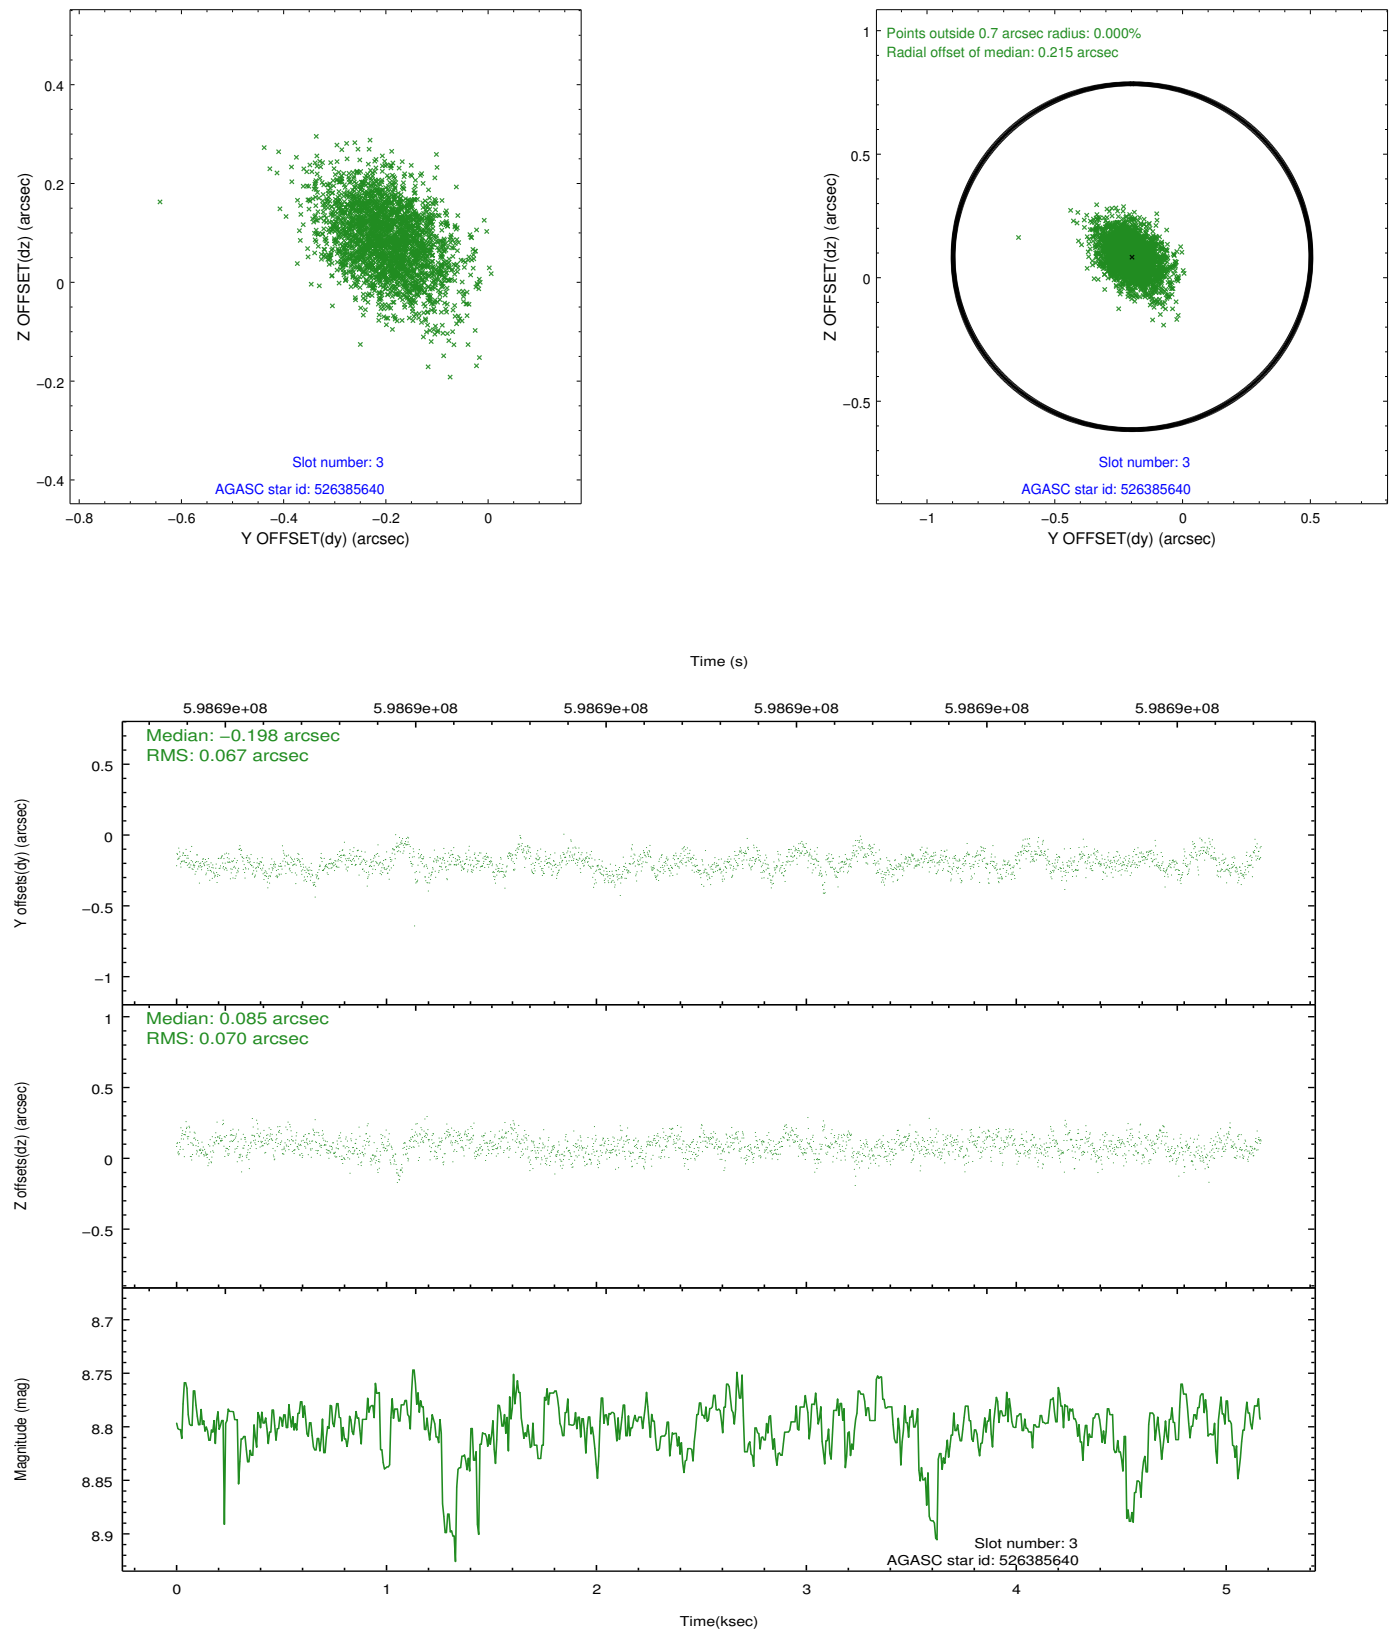 0.4
0.2
0
−0.2
−0.4
Z OFFSET(dz) (arcsec)
Slot number: 3
AGASC star id: 526385640
−0.8 −0.6 −0.4 −0.2 0
Y OFFSET(dy) (arcsec)
Points outside 0.7 arcsec radius: 0.000%
Radial offset of median: 0.215 arcsec
1
0.5
0
−0.5
Z OFFSET(dz) (arcsec)
Slot number: 3
AGASC star id: 526385640
−1 −0.5 0 0.5
Y OFFSET(dy) (arcsec)
Time (s)
5.9869e+08 5.9869e+08 5.9869e+08 5.9869e+08 5.9869e+08 5.9869e+08
Median: −0.198 arcsec
RMS: 0.067 arcsec
0.5
0
−0.5
−1
Y offsets(dy) (arcsec)
Median: 0.085 arcsec
RMS: 0.070 arcsec
1
0.5
0
−0.5
Z offsets(dz) (arcsec)
8.7
8.75
8.8
8.85
8.9
Magnitude (mag)
Slot number: 3
AGASC star id: 526385640
0 1 2 3 4 5
Time(ksec)